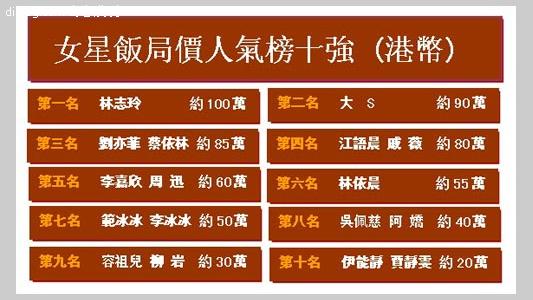 女星飯局價人氣榜十強（港幣）
第一名 林志玲 約100萬
第二名 大 S 約90萬
第三名 劉亦菲 蔡依林 約85萬
第四名 江語晨 戚 薇 約80萬
第五名 李嘉欣 周 迅 約60萬
第六名 林依晨 約55萬
第七名 範冰冰 李冰冰 約50萬
第八名 吳佩慈 阿 嬌 約40萬
第九名 容祖兒 柳 岩 約30萬
第十名 伊能靜 賈靜雯 約20萬